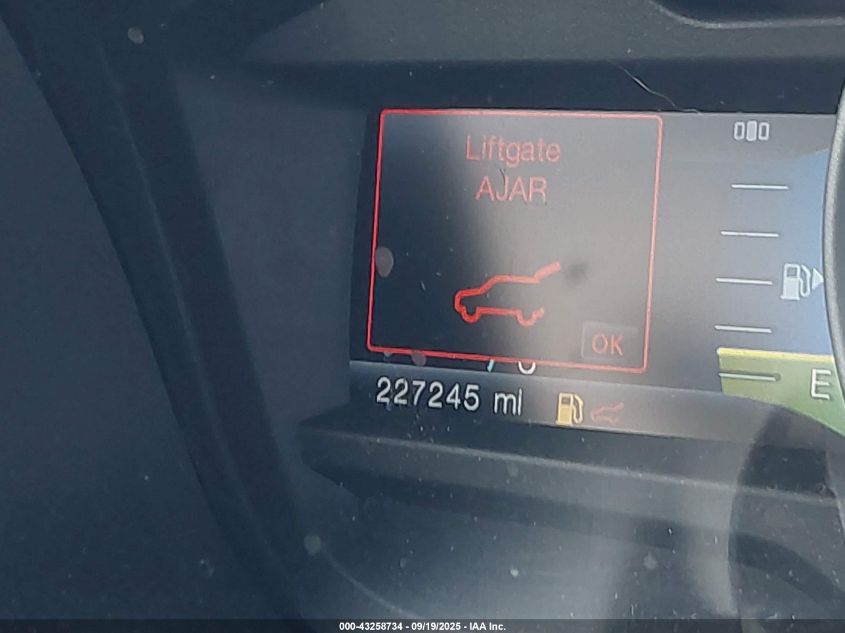 Liftgate
AJAR
OK
227245 mi
E
000-43258734 - 09/19/2025 - IAA Inc.